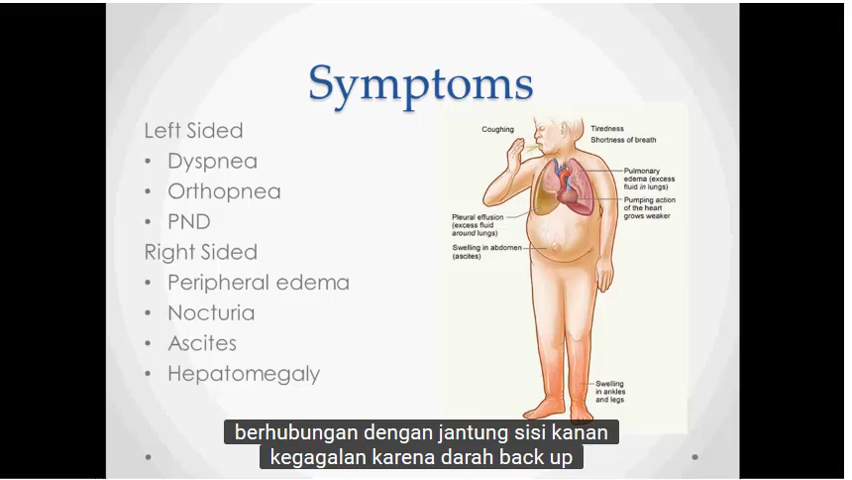 Symptoms
Left Sided
• Dyspnea
• Orthopnea
• PND
Right Sided
• Peripheral edema
• Nocturia
• Ascites
• Hepatomegaly
Coughing
Tiredness
Shortness of breath
Pulmonary
edema (excess
fluid in lungs)
Pumping action
of the heart
grows weaker
Pleural effusion
(excess fluid
around lungs)
Swelling in abdomen
(ascites)
Swelling
in ankles
and legs
berhubungan dengan jantung sisi kanan
kegagalan karena darah back up